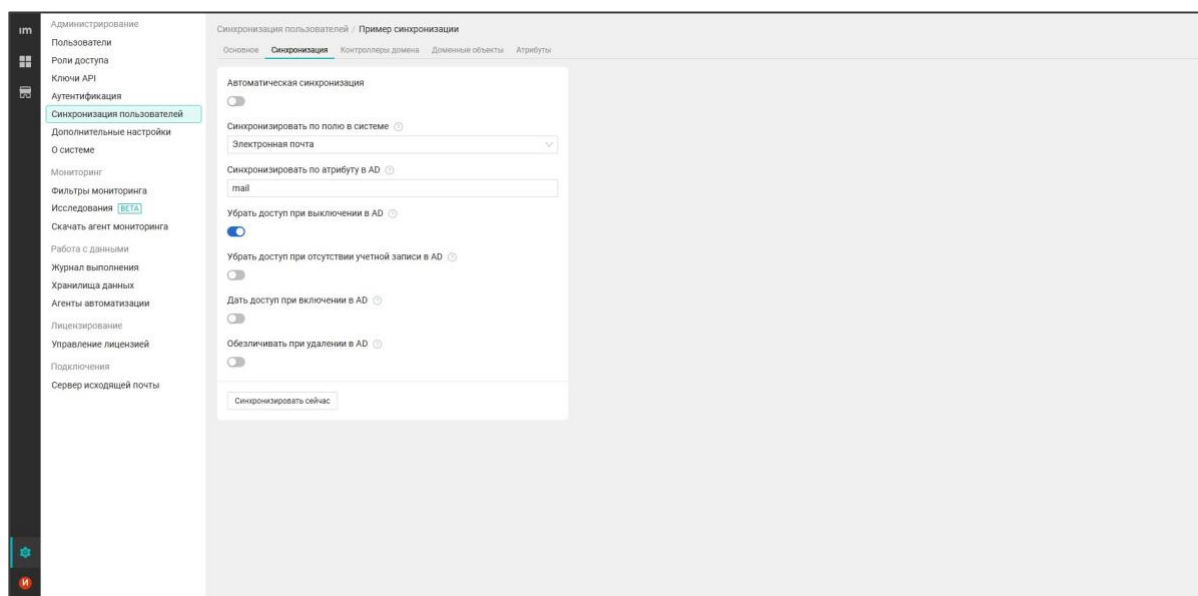 im
Администрирование
Пользователи
Роли доступа
Ключи API
Аутентификация
Синхронизация пользователей
Дополнительные настройки
О системе
Мониторинг
Фильтры мониторинга
Исследования BETA
Скачать агент мониторинга
Работа с данными
Журнал выполнения
Хранилища данных
Агенты автоматизации
Лицензирование
Управление лицензией
Подключения
Сервер исходящей почты
И
Синхронизация пользователей / Пример синхронизации
Основное Синхронизация Контроллеры домена Доменные объекты Атрибуты
Автоматическая синхронизация
Синхронизировать по полю в системе ?
Электронная почта
Синхронизировать по атрибуту в AD ?
mail
Убрать доступ при выключении в AD ?
Убрать доступ при отсутствии учетной записи в AD ?
Дать доступ при включении в AD ?
Обезличивать при удалении в AD ?
Синхронизировать сейчас